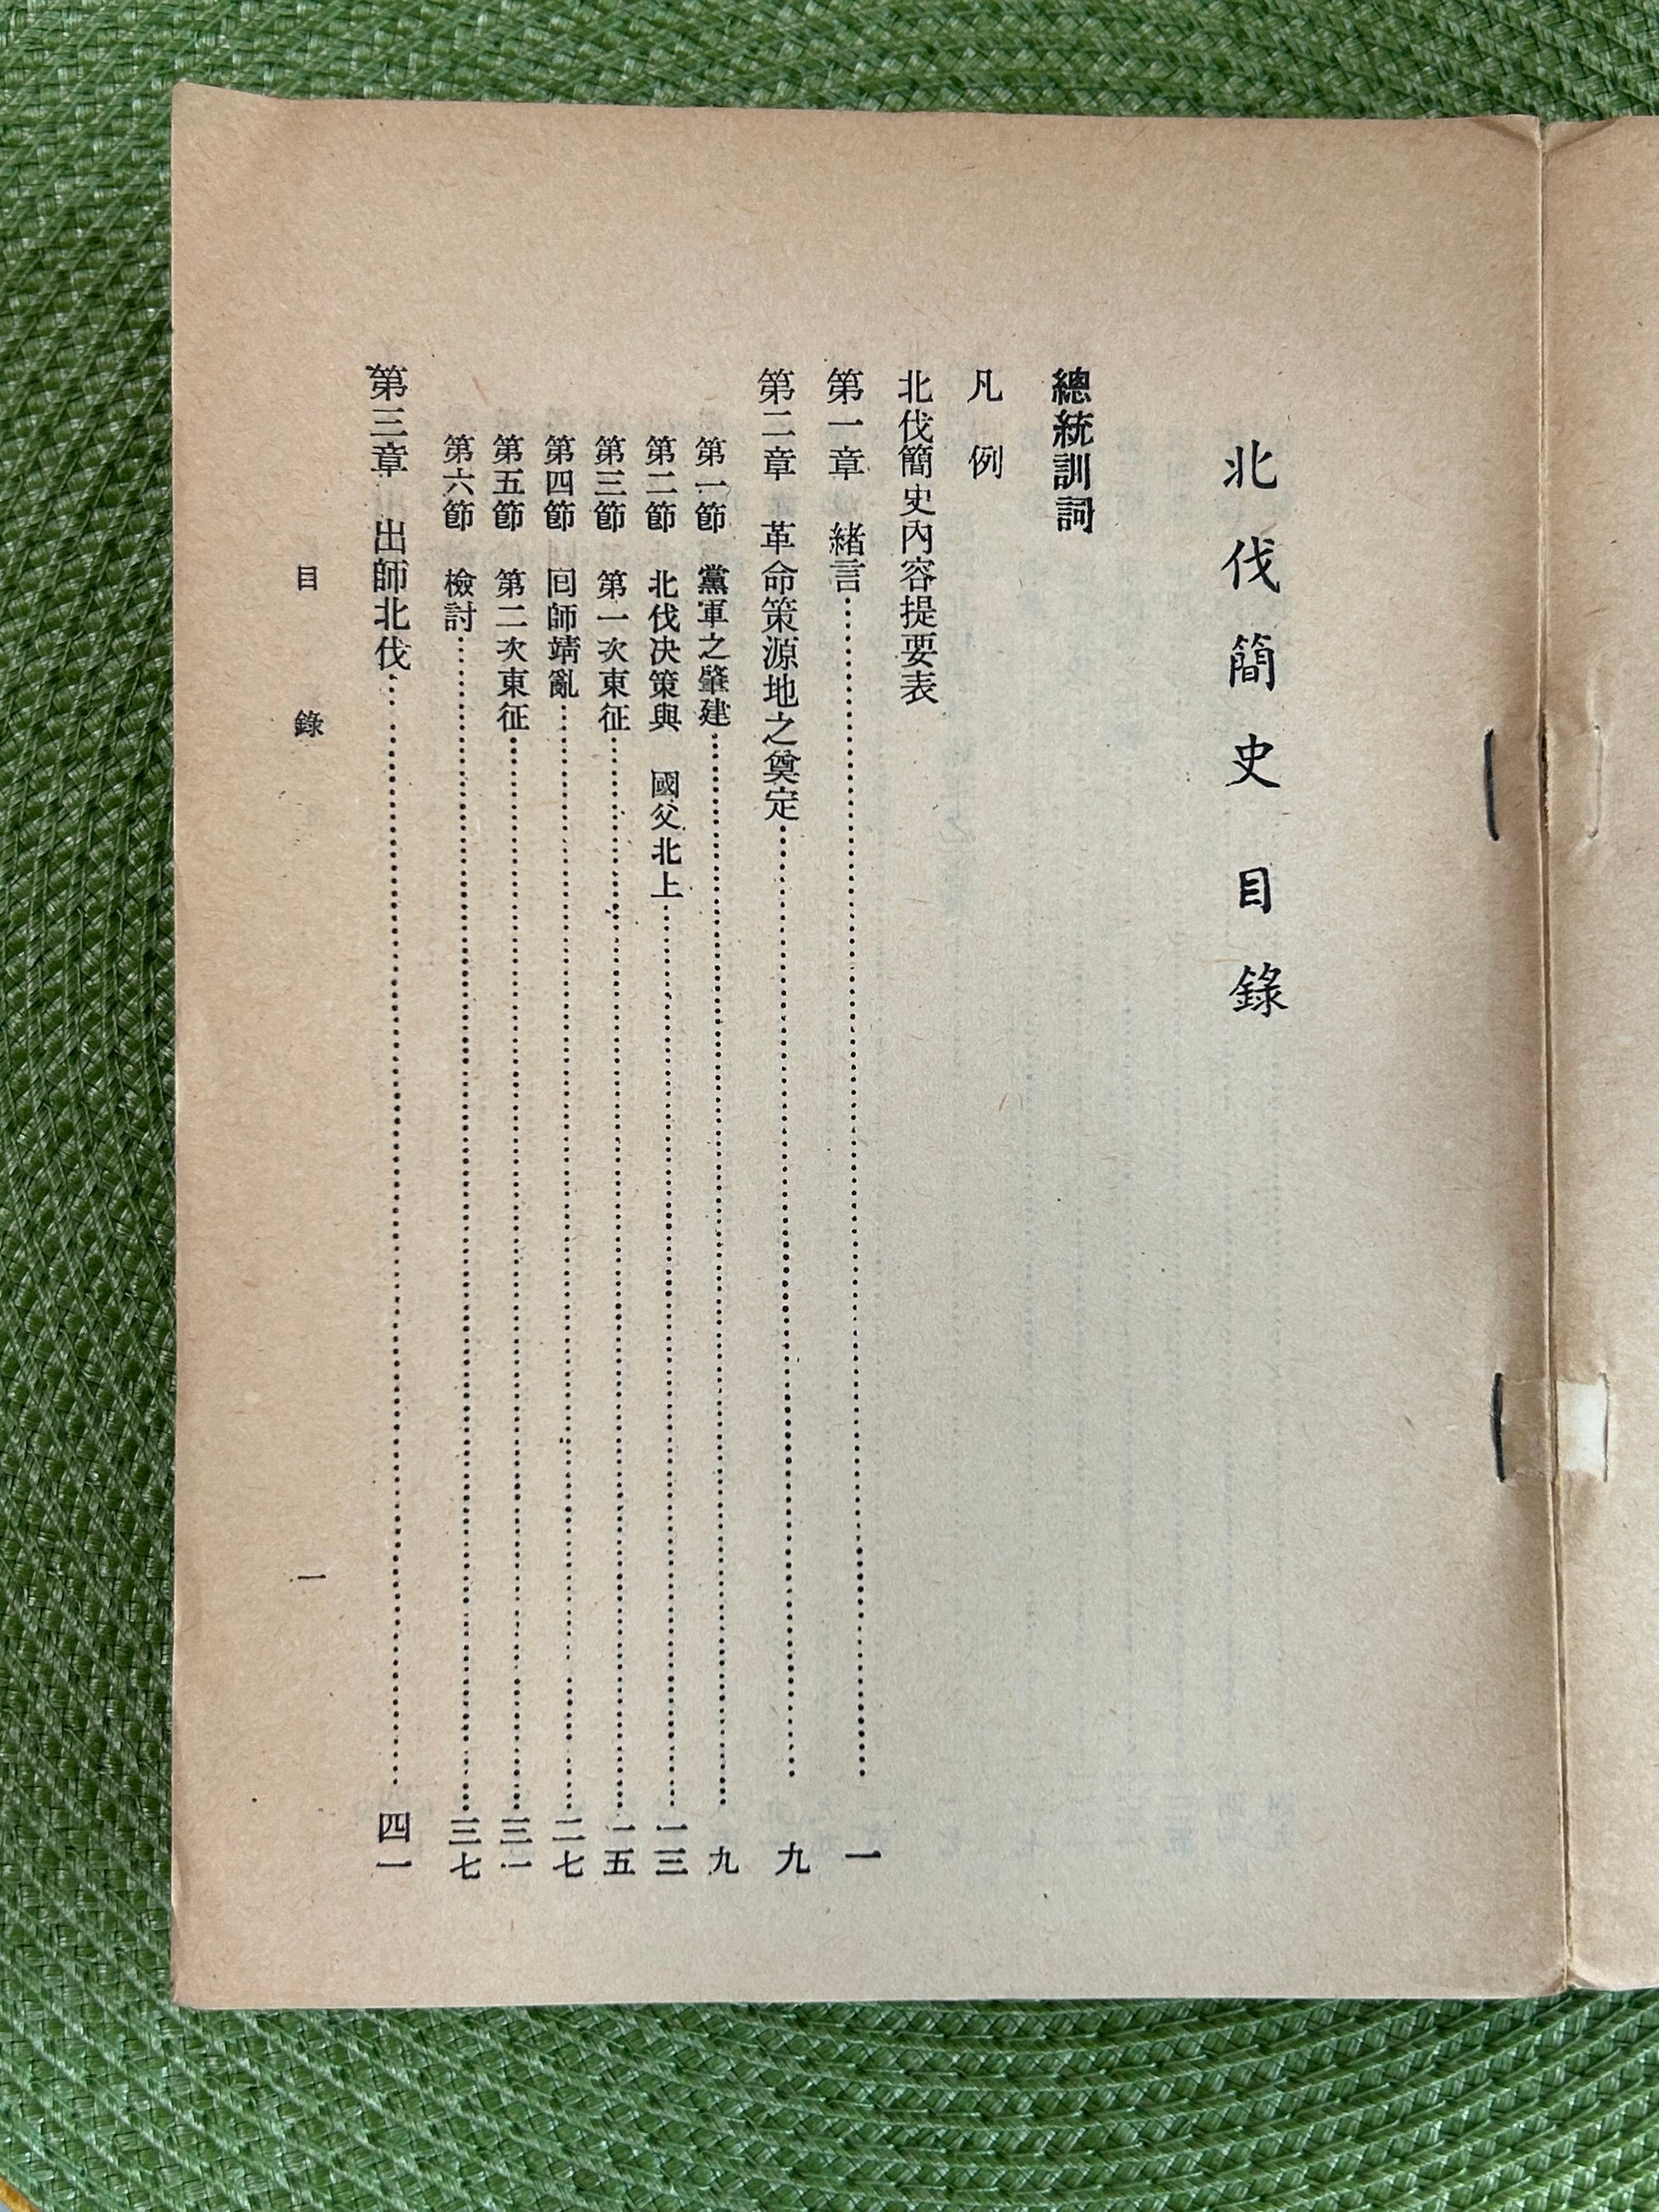 北伐簡史目錄
總統訓詞
凡 例
北伐簡史內容提要表
第一章 緒言………一
第二章 革命策源地之奠定………九
第一節 黨軍之肇建………九
第二節 北伐决策與 國父北上………一三
第三節 第一次東征………一五
第四節 囘師靖亂………二七
第五節 第二次東征………三一
第六節 檢討………三七
第三章 出師北伐………四一
目 錄 一